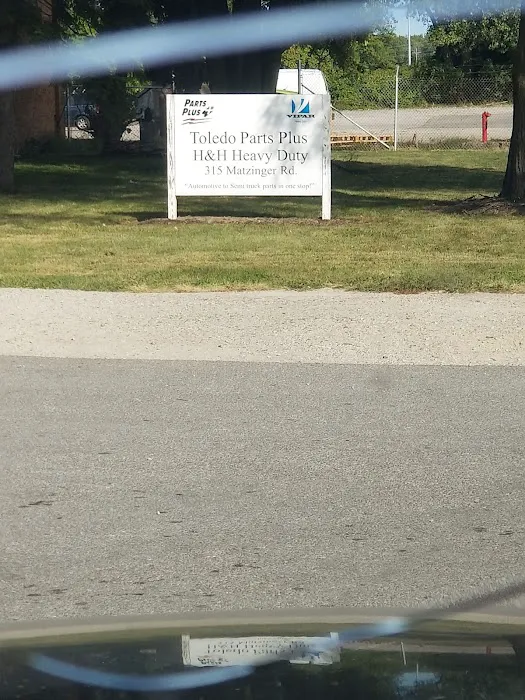 PARTS
PLUS
VIPAR
Toledo Parts Plus
H&H Heavy Duty
315 Matzinger Rd.
"Automotive to Semi truck parts in one stop!"